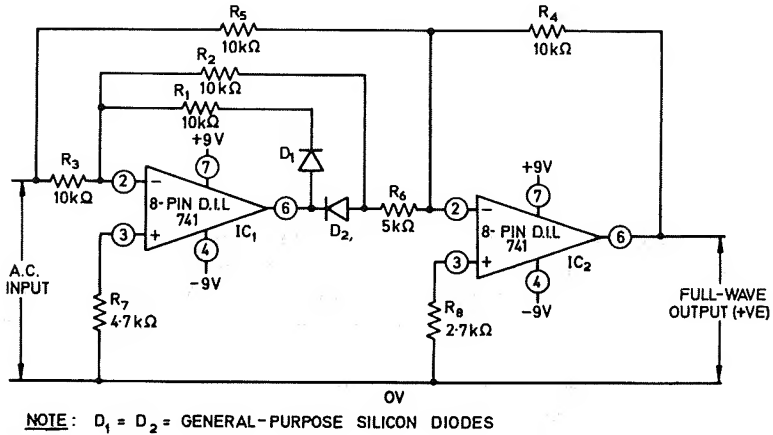 R5
10kΩ
R4
10kΩ
R2
10kΩ
R1
10kΩ
+9V
7
D1
R3
10kΩ
2
−
8-PIN D.I.L
741
6
IC1
3
+
4
-9V
D2,
R6
5kΩ
+9V
7
2
−
8-PIN D.I.L
741
6
IC2
3
+
4
-9V
A.C.
INPUT
R7
4·7kΩ
R8
2·7kΩ
FULL-WAVE
OUTPUT (+VE)
0V
NOTE: D1 = D2 = GENERAL-PURPOSE SILICON DIODES